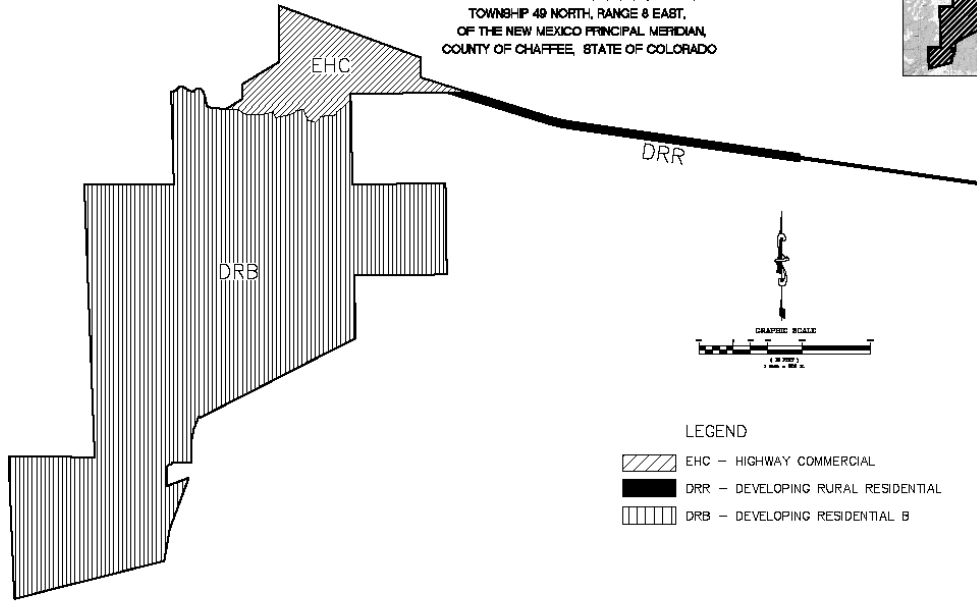 TOWNSHIP 49 NORTH, RANGE 8 EAST,
OF THE NEW MEXICO PRINCIPAL MERIDIAN,
COUNTY OF CHAFFEE, STATE OF COLORADO
EHC
DRR
DRB
GRAPHIC SCALE
LEGEND
EHC – HIGHWAY COMMERCIAL
DRR – DEVELOPING RURAL RESIDENTIAL
DRB – DEVELOPING RESIDENTIAL B